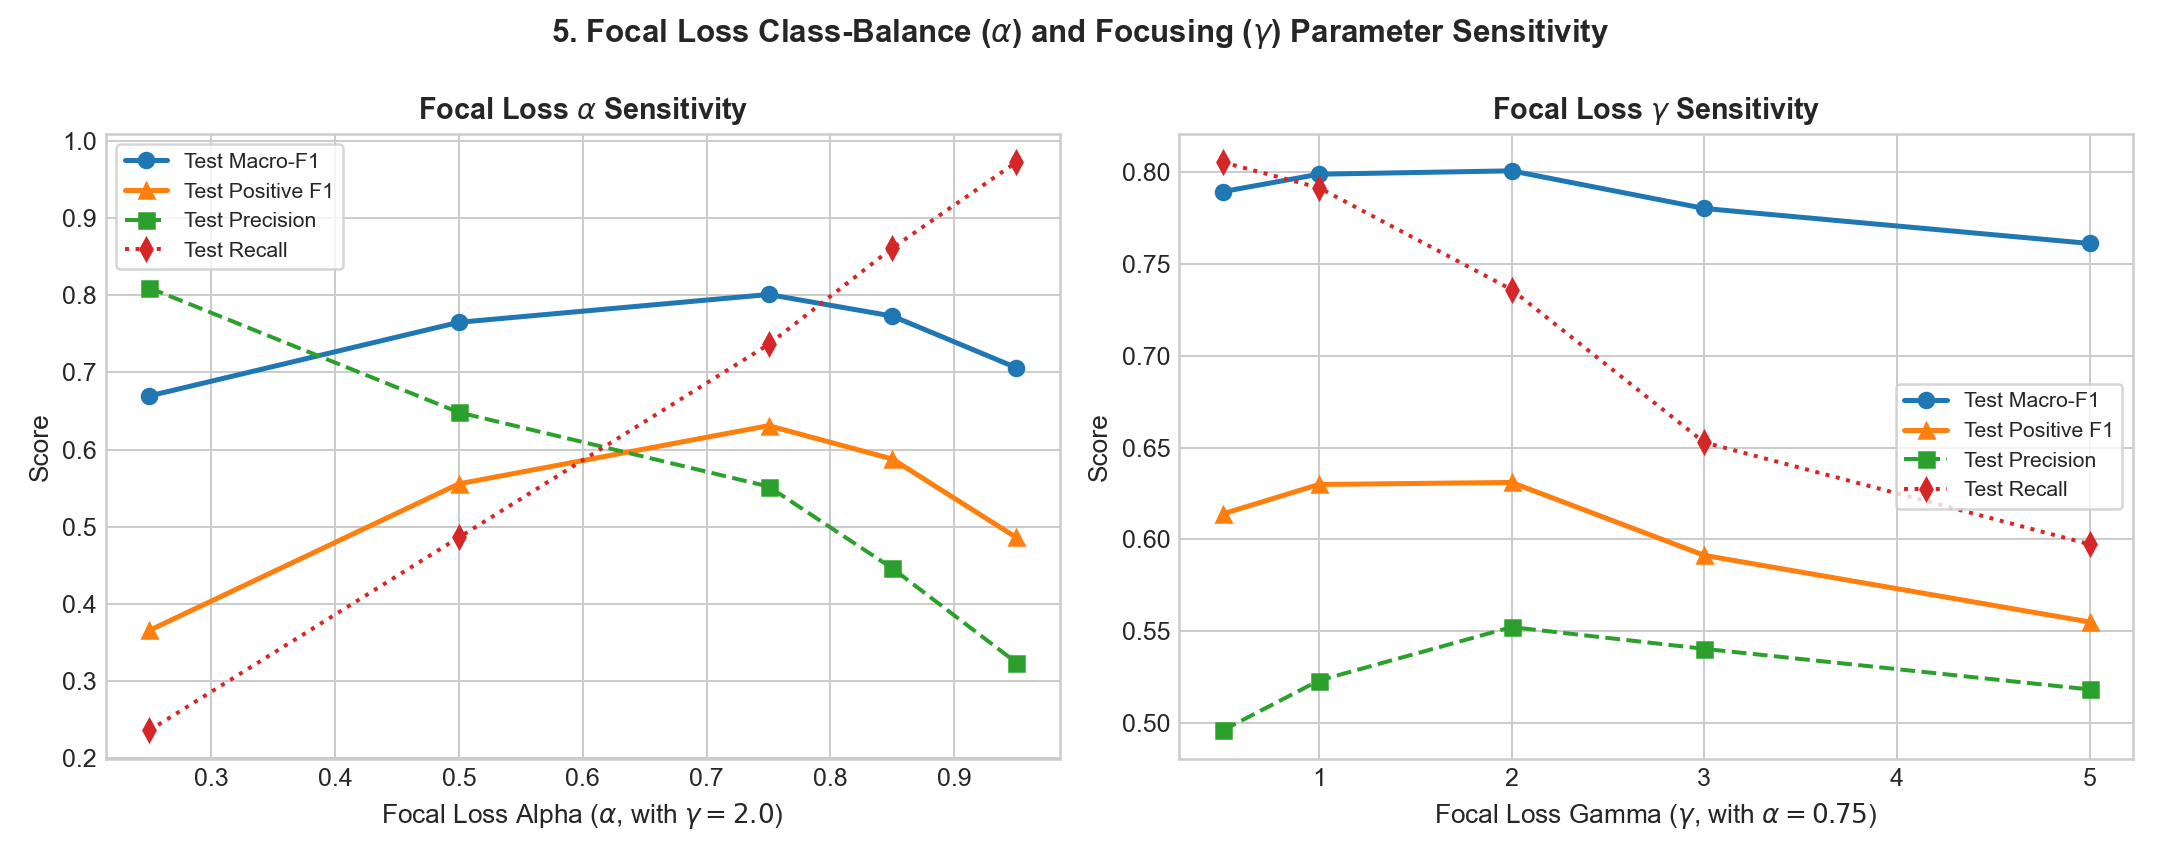 5. Focal Loss Class-Balance (α) and Focusing (γ) Parameter Sensitivity
Focal Loss α Sensitivity
1.0
0.9
0.8
0.7
0.6
0.5
0.4
0.3
0.2
Score
Test Macro-F1
Test Positive F1
Test Precision
Test Recall
0.3 0.4 0.5 0.6 0.7 0.8 0.9
Focal Loss Alpha (α, with γ = 2.0)
Focal Loss γ Sensitivity
0.80
0.75
0.70
0.65
0.60
0.55
0.50
Score
Test Macro-F1
Test Positive F1
Test Precision
Test Recall
1 2 3 4 5
Focal Loss Gamma (γ, with α = 0.75)